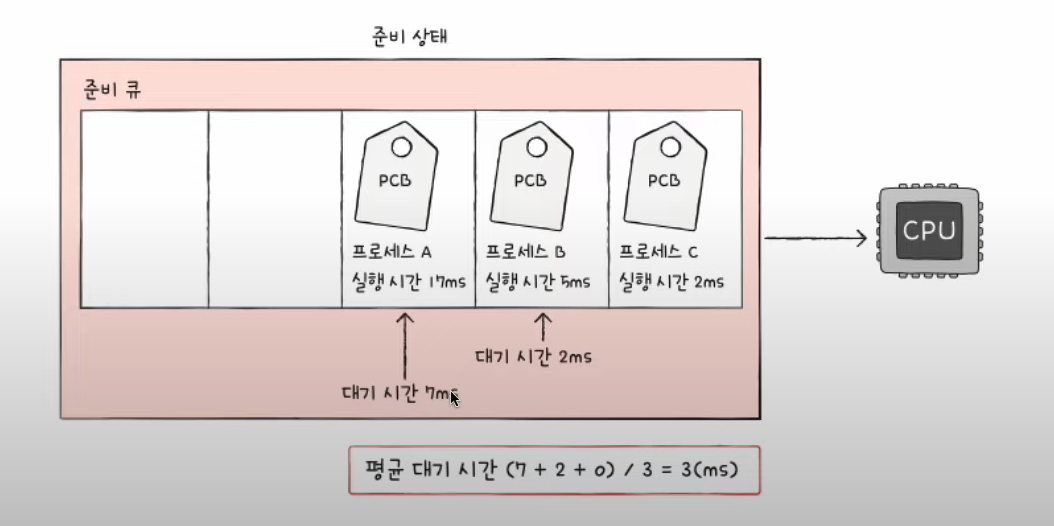 준비 상태
준비 큐
PCB
프로세스 A
실행 시간 17ms
PCB
프로세스 B
실행 시간 5ms
PCB
프로세스 C
실행 시간 2ms
CPU
대기 시간 2ms
대기 시간 7ms
평균 대기 시간 (7 + 2 + 0) / 3 = 3(ms)